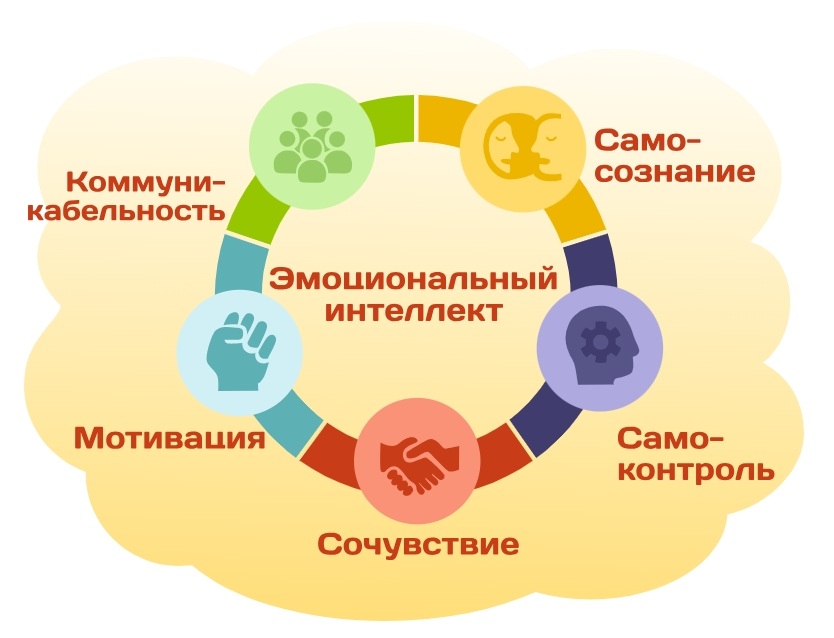 Само-
сознание
Коммуни-
кабельность
Эмоциональный
интеллект
Мотивация
Само-
контроль
Сочувствие